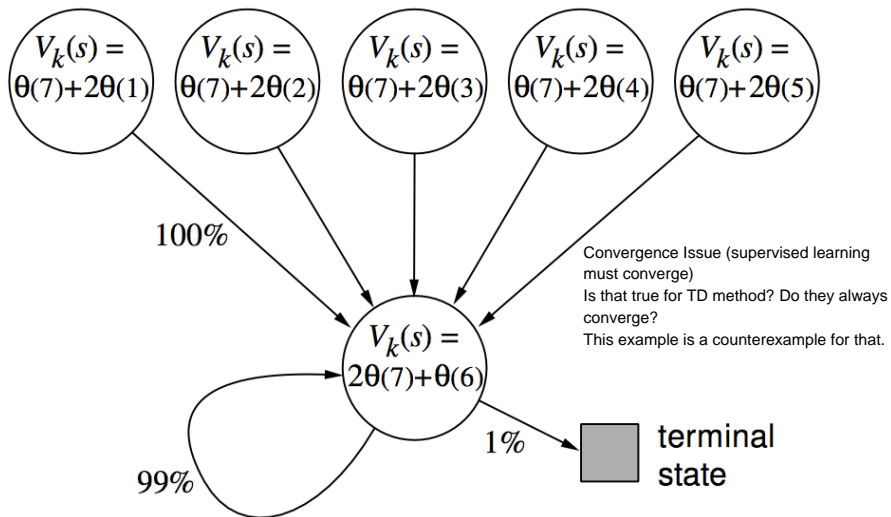 V_k(s) =
θ(7)+2θ(1)
V_k(s) =
θ(7)+2θ(2)
V_k(s) =
θ(7)+2θ(3)
V_k(s) =
θ(7)+2θ(4)
V_k(s) =
θ(7)+2θ(5)
100%
Convergence Issue (supervised learning
must converge)
Is that true for TD method? Do they always
converge?
This example is a counterexample for that.
V_k(s) =
2θ(7)+θ(6)
99%
1%
terminal
state